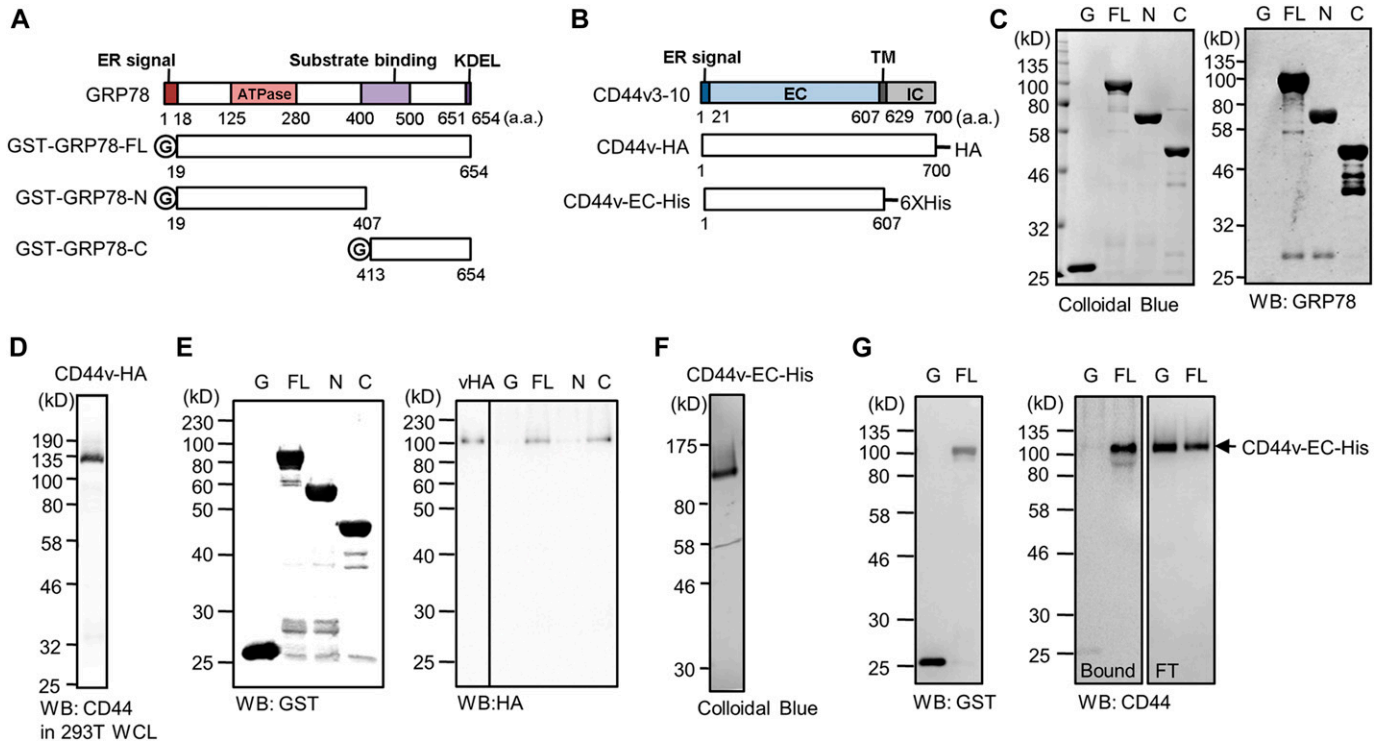 A
ER signal
Substrate binding
KDEL
GRP78
ATPase
1 18 125 280 400 500 651 654 (a.a.)
GST-GRP78-FL
G
19 654
GST-GRP78-N
G
19 407
GST-GRP78-C
G
413 654
B
ER signal
TM
CD44v3-10
EC
IC
1 21 607 629 700 (a.a.)
CD44v-HA
HA
1 700
CD44v-EC-His
6XHis
1 607
C
G FL N C
(kD)
135
100
80
58
46
32
25
Colloidal Blue
G FL N C
(kD)
135
100
80
58
46
32
25
WB: GRP78
D
CD44v-HA
(kD)
190
135
100
80
58
32
25
WB: CD44
in 293T WCL
E
G FL N C
(kD)
230
100
80
60
50
40
30
25
WB: GST
vHA G FL N C
(kD)
230
100
80
60
50
40
30
25
WB:HA
F
CD44v-EC-His
(kD)
175
80
58
46
30
Colloidal Blue
G
G FL
(kD)
135
100
80
58
46
30
25
WB: GST
G FL G FL
(kD)
135
100
80
58
46
30
25
CD44v-EC-His
Bound
FT
WB: CD44